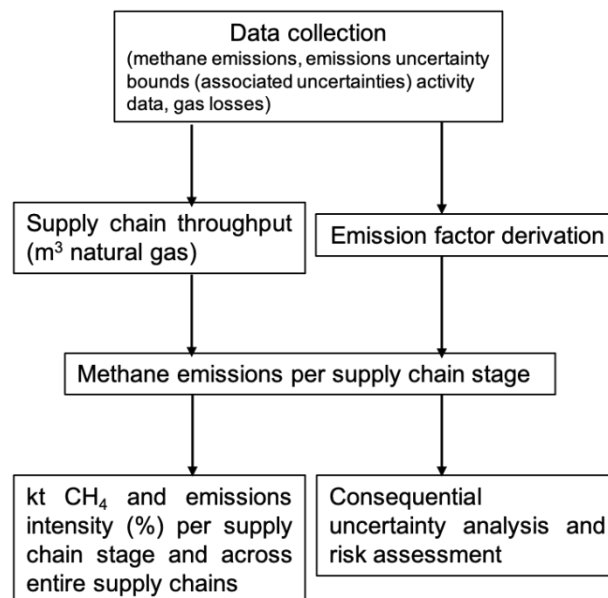 Data collection
(methane emissions, emissions uncertainty
bounds (associated uncertainties) activity
data, gas losses)
Supply chain throughput
(m³ natural gas)
Emission factor derivation
Methane emissions per supply chain stage
kt CH₄ and emissions
intensity (%) per supply
chain stage and across
entire supply chains
Consequential
uncertainty analysis and
risk assessment